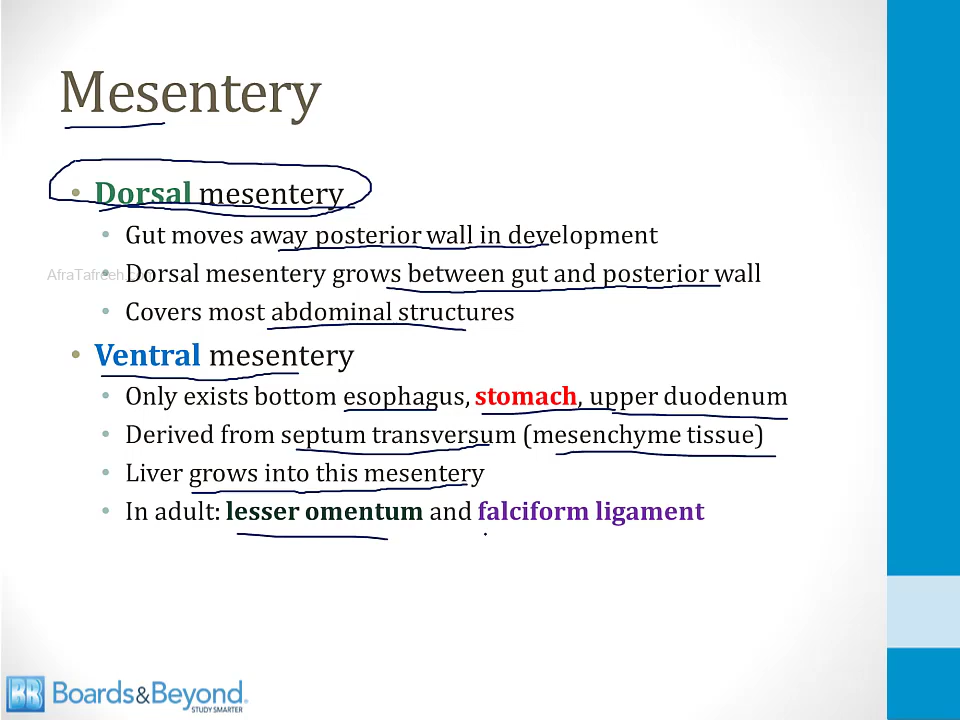 Mesentery
• Dorsal mesentery
• Gut moves away posterior wall in development
• Dorsal mesentery grows between gut and posterior wall
• Covers most abdominal structures
• Ventral mesentery
• Only exists bottom esophagus, stomach, upper duodenum
• Derived from septum transversum (mesenchyme tissue)
• Liver grows into this mesentery
• In adult: lesser omentum and falciform ligament
BB Boards&Beyond.
STUDY SMARTER